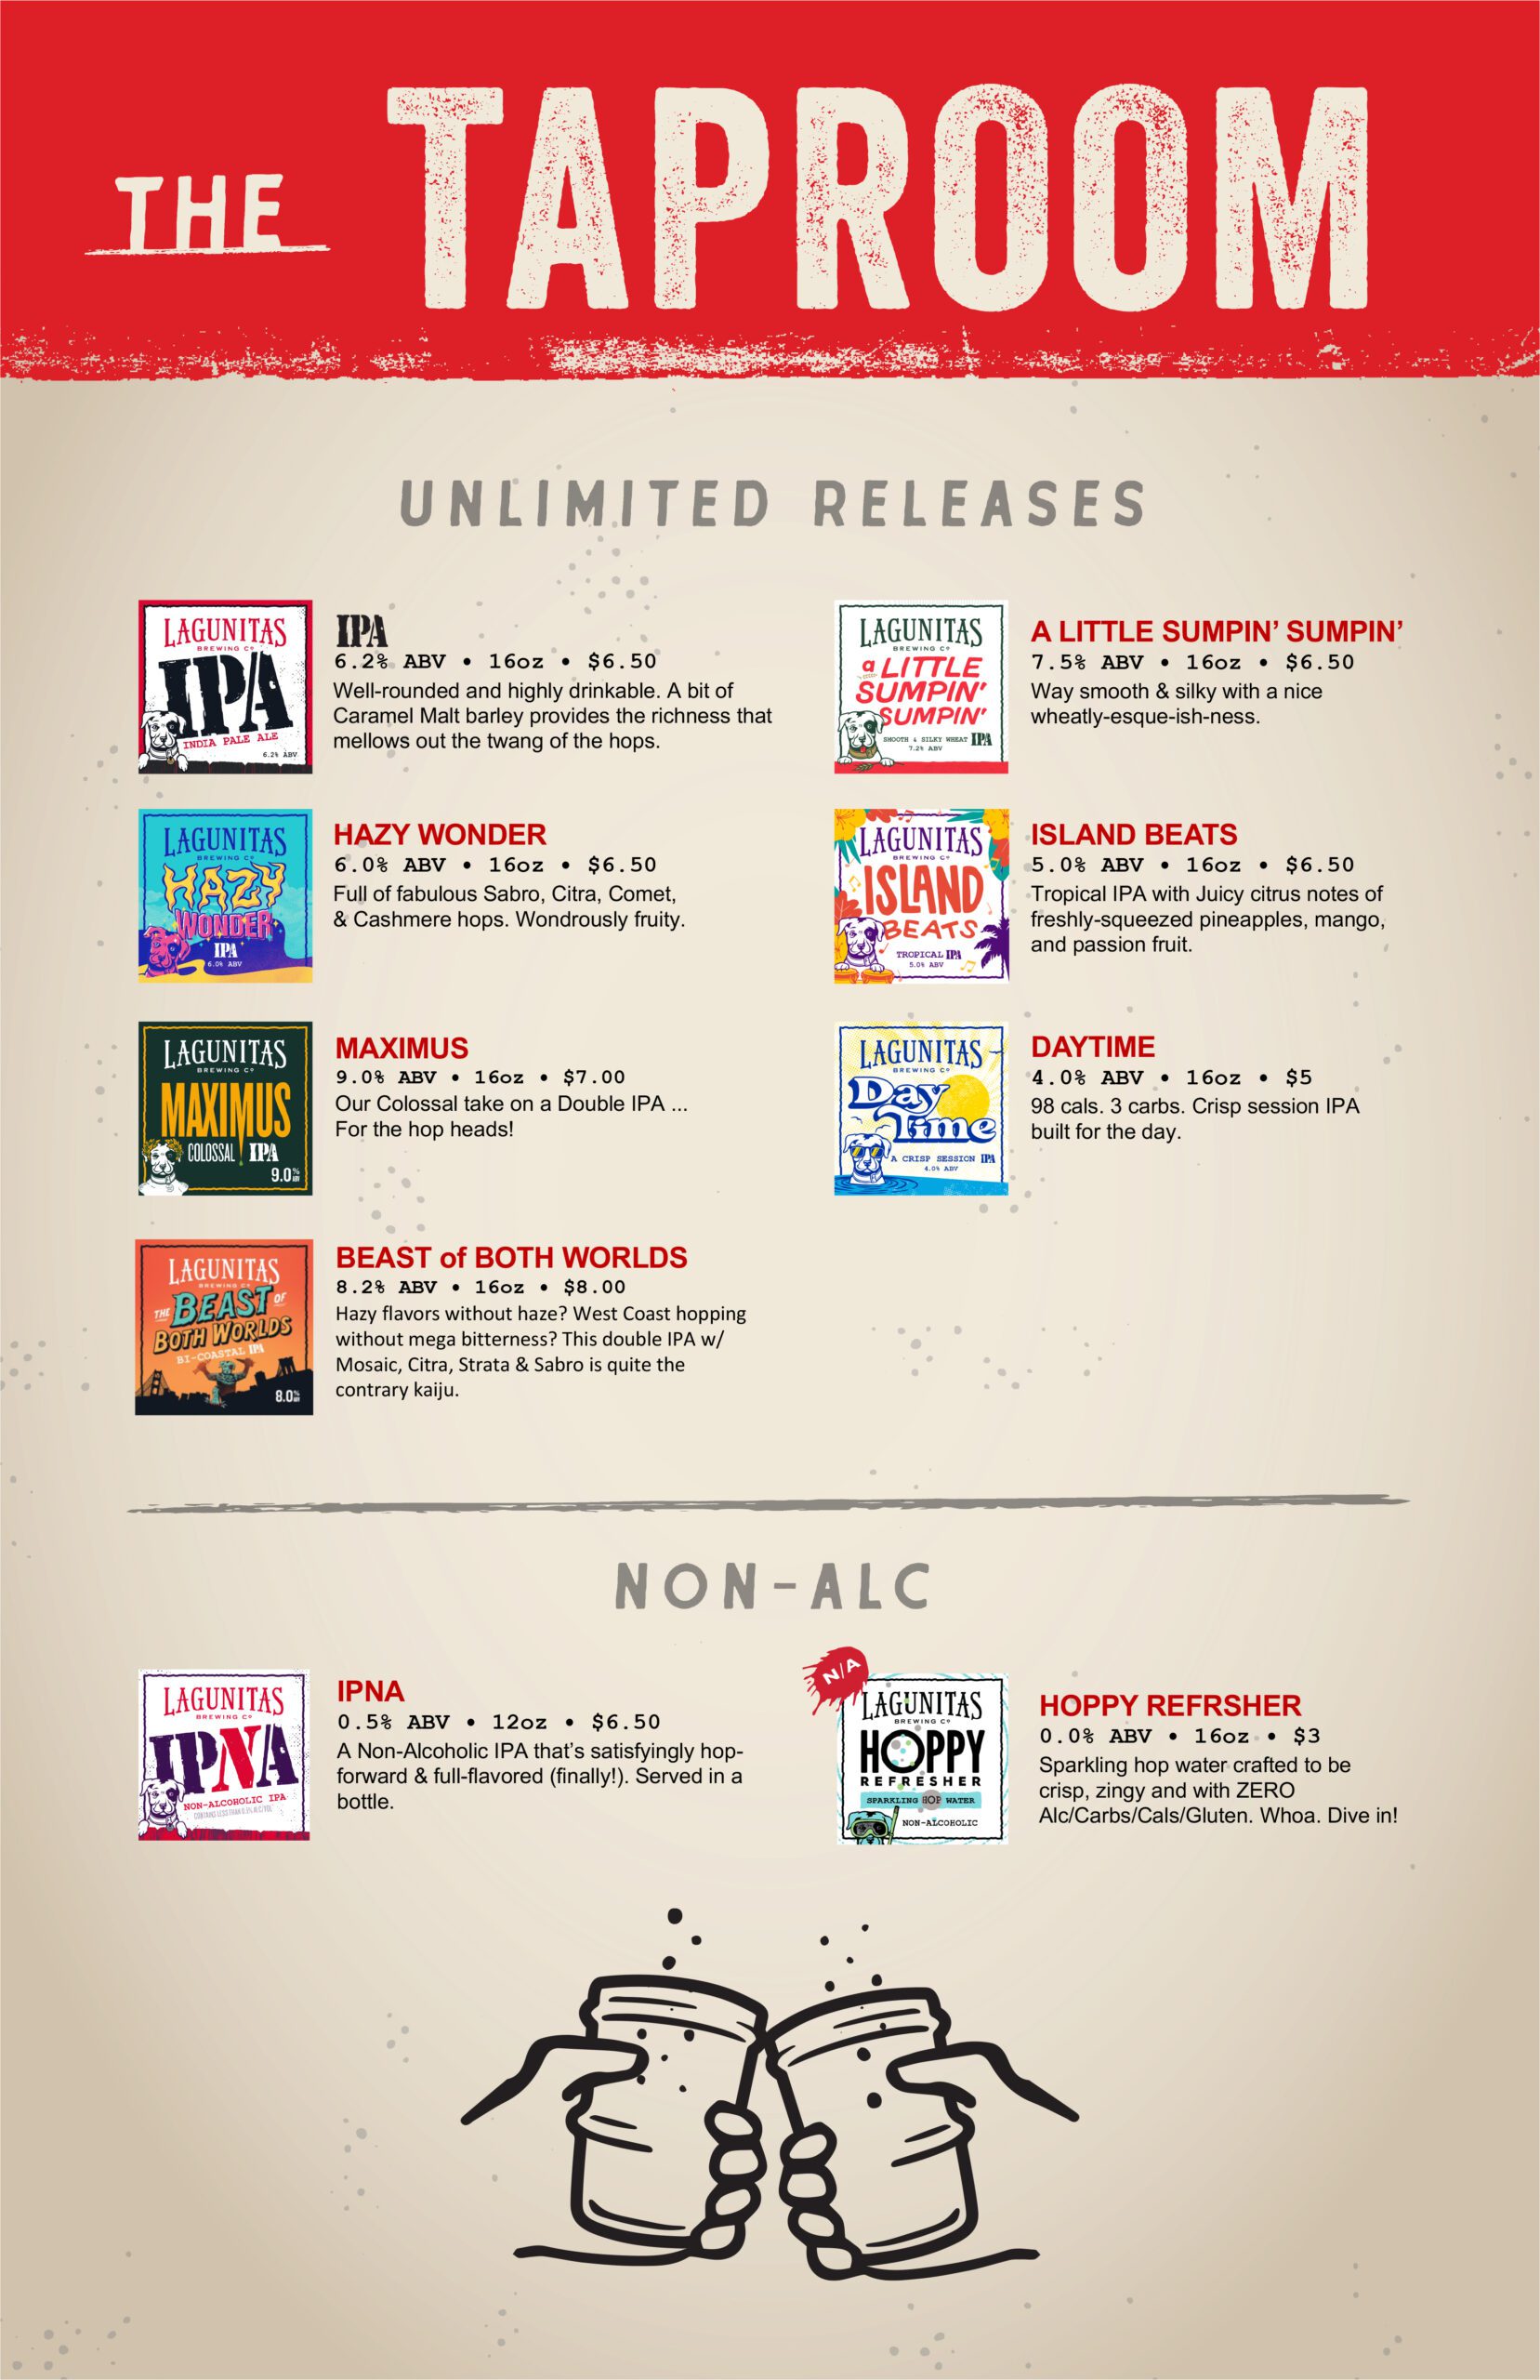 THE TAPROOM
UNLIMITED RELEASES
LAGUNITAS
BREWING Cº
IPA
INDIA PALE ALE
6.2% ABV
IPA
6.2% ABV • 16oz • $6.50
Well-rounded and highly drinkable. A bit of
Caramel Malt barley provides the richness that
mellows out the twang of the hops.
LAGUNITAS
BREWING Cº
a LITTLE
SUMPIN'
SUMPIN'
SMOOTH & SILKY WHEAT IPA
7.2% ABV
A LITTLE SUMPIN’ SUMPIN’
7.5% ABV • 16oz • $6.50
Way smooth & silky with a nice
wheatly-esque-ish-ness.
LAGUNITAS
BREWING Cº
HAZY
WONDER
IPA
6.0% ABV
HAZY WONDER
6.0% ABV • 16oz • $6.50
Full of fabulous Sabro, Citra, Comet,
& Cashmere hops. Wondrously fruity.
LAGUNITAS
BREWING Cº
ISLAND
BEATS
TROPICAL IPA
5.0% ABV
ISLAND BEATS
5.0% ABV • 16oz • $6.50
Tropical IPA with Juicy citrus notes of
freshly-squeezed pineapples, mango,
and passion fruit.
LAGUNITAS
BREWING Cº
MAXIMUS
COLOSSAL IPA
9.0% ABV
MAXIMUS
9.0% ABV • 16oz • $7.00
Our Colossal take on a Double IPA ...
For the hop heads!
LAGUNITAS
BREWING Cº
Day
Time
A CRISP SESSION IPA
4.0% ABV
DAYTIME
4.0% ABV • 16oz • $5
98 cals. 3 carbs. Crisp session IPA
built for the day.
LAGUNITAS
BREWING Cº
THE BEAST OF
BOTH WORLDS
BI-COASTAL IPA
8.0% ABV
BEAST of BOTH WORLDS
8.2% ABV • 16oz • $8.00
Hazy flavors without haze? West Coast hopping
without mega bitterness? This double IPA w/
Mosaic, Citra, Strata & Sabro is quite the
contrary kaiju.
NON-ALC
LAGUNITAS
BREWING Cº
IPNA
NON-ALCOHOLIC IPA
IPNA
0.5% ABV • 12oz • $6.50
A Non-Alcoholic IPA that’s satisfyingly hop-
forward & full-flavored (finally!). Served in a
bottle.
N/A
LAGUNITAS
BREWING Cº
HOPPY
REFRESHER
SPARKLING HOP WATER
NON-ALCOHOLIC
HOPPY REFRSHER
0.0% ABV • 16oz • $3
Sparkling hop water crafted to be
crisp, zingy and with ZERO
Alc/Carbs/Cals/Gluten. Whoa. Dive in!